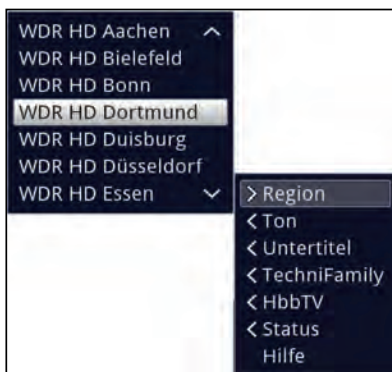 WDR HD Aachen
WDR HD Bielefeld
WDR HD Bonn
WDR HD Dortmund
WDR HD Duisburg
WDR HD Düsseldorf
WDR HD Essen
> Region
< Ton
< Untertitel
< TechniFamily
< HbbTV
< Status
Hilfe